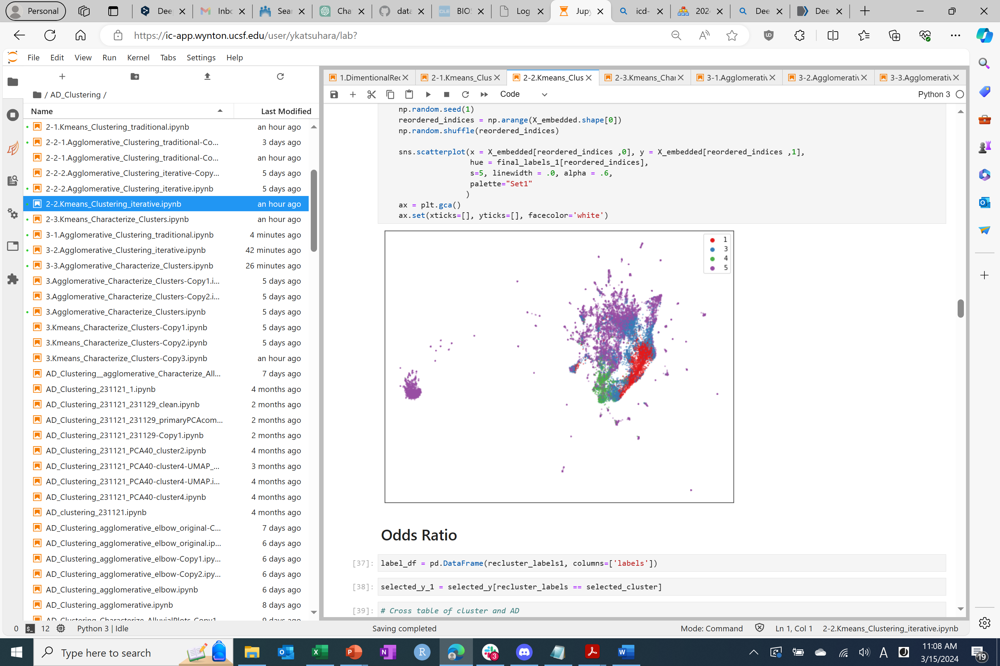 Personal
Dee
Inb
Sea
Cha
data
BIO
Log
Jup
icd-
202
Dee
Dee
https://ic-app.wynton.ucsf.edu/user/ykatsuhara/lab?
File Edit View Run Kernel Tabs Settings Help
/ AD_Clustering /
Name Last Modified
2-1.Kmeans_Clustering_traditional.ipynb an hour ago
2-2-1.Agglomerative_Clustering_traditional-Co... 3 days ago
2-2-1.Agglomerative_Clustering_traditional-Co... an hour ago
2-2-2.Agglomerative_Clustering_iterative-Copy... 5 days ago
2-2-2.Agglomerative_Clustering_iterative.ipynb 5 days ago
2-2.Kmeans_Clustering_iterative.ipynb an hour ago
2-3.Kmeans_Characterize_Clusters.ipynb an hour ago
3-1.Agglomerative_Clustering_traditional.ipynb 4 minutes ago
3-2.Agglomerative_Clustering_iterative.ipynb 42 minutes ago
3-3.Agglomerative_Characterize_Clusters.ipynb 26 minutes ago
3.Agglomerative_Characterize_Clusters-Copy1.i... 5 days ago
3.Agglomerative_Characterize_Clusters-Copy2.i... 5 days ago
3.Agglomerative_Characterize_Clusters.ipynb 5 days ago
3.Kmeans_Characterize_Clusters-Copy1.ipynb 5 days ago
3.Kmeans_Characterize_Clusters-Copy2.ipynb 5 days ago
3.Kmeans_Characterize_Clusters-Copy3.ipynb an hour ago
AD_Clustering__agglomerative_Characterize_All... 7 days ago
AD_Clustering_231121_1.ipynb 4 months ago
AD_Clustering_231121_231129_clean.ipynb 2 months ago
AD_Clustering_231121_231129_primaryPCAcom... 2 months ago
AD_Clustering_231121_231129-Copy1.ipynb 2 months ago
AD_Clustering_231121_PCA40_cluster2.ipynb 4 months ago
AD_Clustering_231121_PCA40-cluster4-UMAP_... 3 months ago
AD_Clustering_231121_PCA40-cluster4-UMAP.i... 4 months ago
AD_Clustering_231121_PCA40-cluster4.ipynb 4 months ago
AD_clustering_231121.ipynb 4 months ago
AD_Clustering_agglomerative_elbow_original-C... 7 days ago
AD_Clustering_agglomerative_elbow_original.ip... 6 days ago
AD_Clustering_agglomerative_elbow-Copy1.ipy... 6 days ago
AD_Clustering_agglomerative_elbow-Copy2.ipy... 6 days ago
AD_Clustering_agglomerative_elbow.ipynb 6 days ago
AD_Clustering_agglomerative.ipynb 8 days ago
AD_Clustering_Characterize_AlluvialPlots-Copy1 9 days ago
1.DimentionalRec
2-1.Kmeans_Clus
2-2.Kmeans_Clus
2-3.Kmeans_Char
3-1.Agglomerativ
3-2.Agglomerativ
3-3.Agglomerativ
Code
Python 3
np.random.seed(1)
reordered_indices = np.arange(X_embedded.shape[0])
np.random.shuffle(reordered_indices)
sns.scatterplot(x = X_embedded[reordered_indices ,0], y = X_embedded[reordered_indices ,1],
hue = final_labels_1[reordered_indices],
s=5, linewidth = .0, alpha = .6,
palette="Set1"
)
ax = plt.gca()
ax.set(xticks=[], yticks=[], facecolor='white')
1
3
4
5
Odds Ratio
[37]: label_df = pd.DataFrame(recluster_labels1, columns=['labels'])
[38]: selected_y_1 = selected_y[recluster_labels == selected_cluster]
[39]: # Cross table of cluster and AD
0 $_ 12 Python 3 | Idle Saving completed Mode: Command Ln 1, Col 1 2-2.Kmeans_Clustering_iterative.ipynb
Type here to search
3
A
11:08 AM
3/15/2024
19